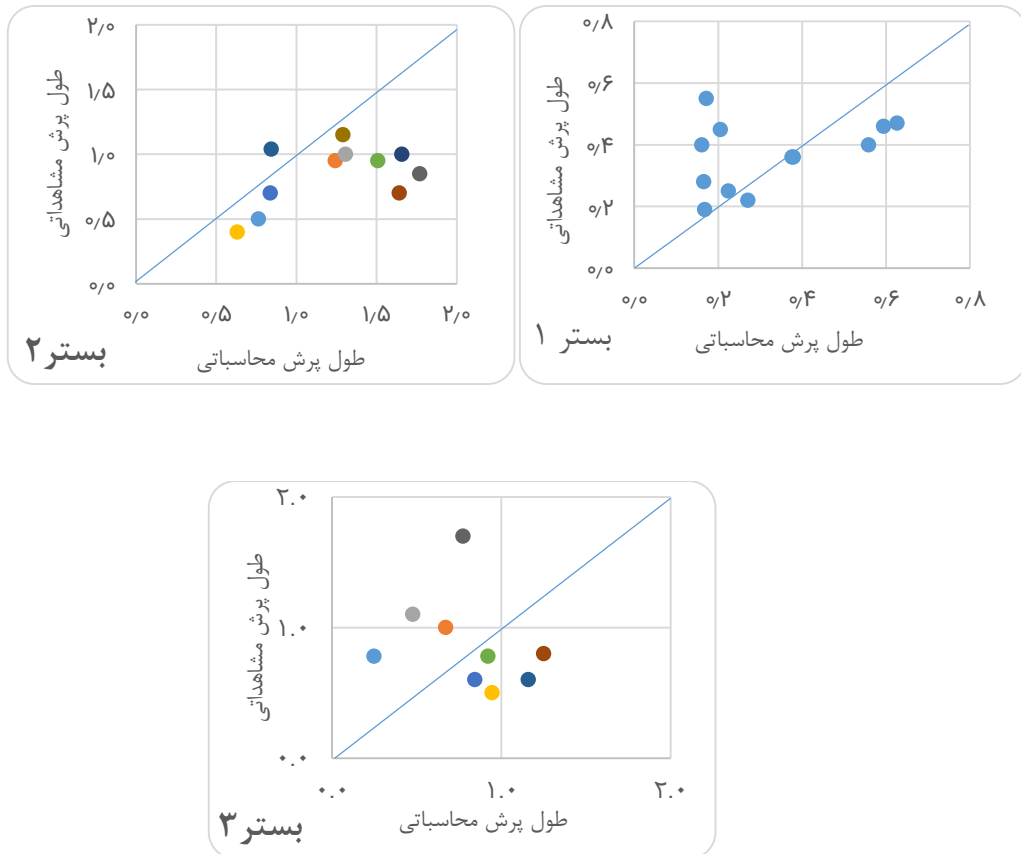 ۲٫۰
۱٫۵
۱٫۰
۰٫۵
۰٫۰
طول پرش مشاهداتی
۰٫۰ ۰٫۵ ۱٫۰ ۱٫۵ ۲٫۰
طول پرش محاسباتی
بستر۲
۰٫۸
۰٫۶
۰٫۴
۰٫۲
۰٫۰
طول پرش مشاهداتی
۰٫۰ ۰٫۲ ۰٫۴ ۰٫۶ ۰٫۸
طول پرش محاسباتی
بستر ۱
۲.۰
۱.۰
۰.۰
طول پرش مشاهداتی
۰.۰ ۱.۰ ۲.۰
طول پرش محاسباتی
بستر۳